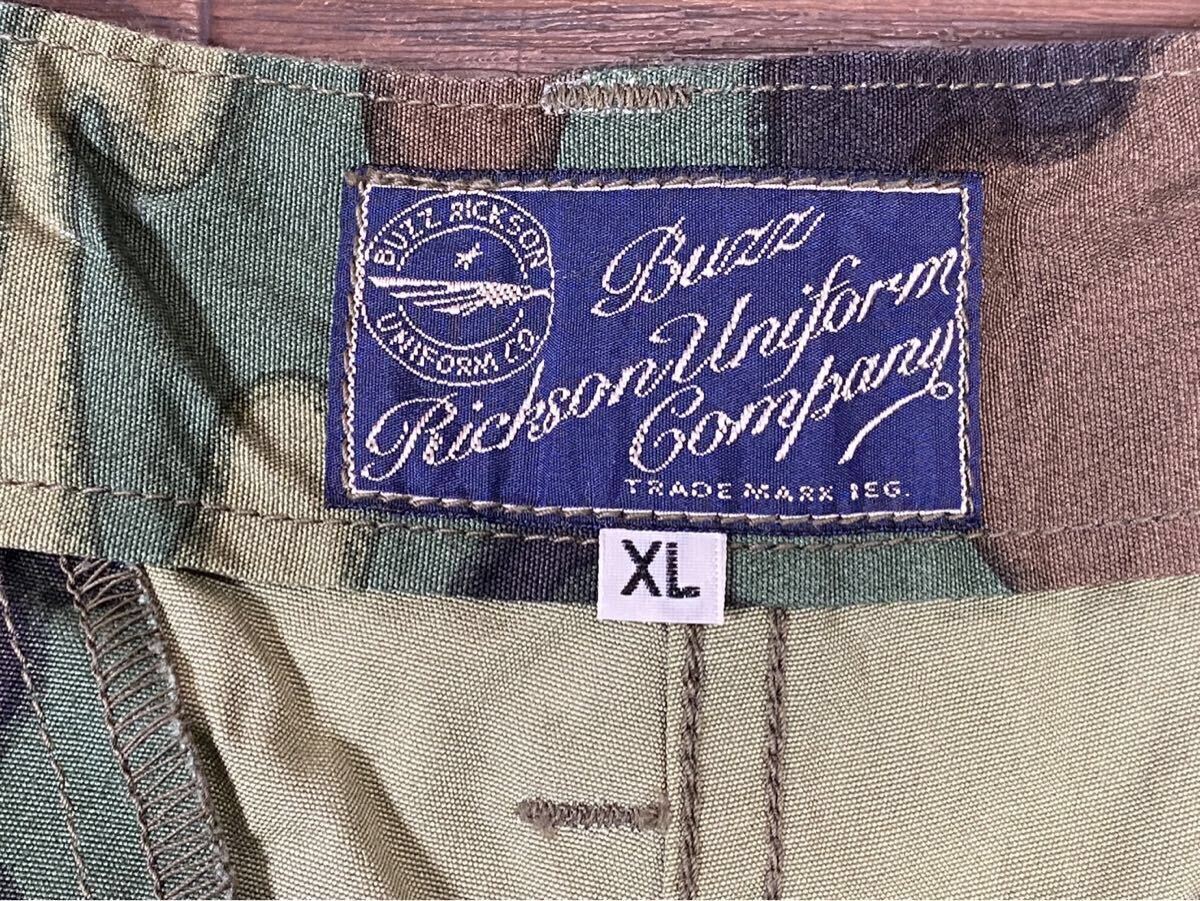 BUZZ RICKSON
UNIFORM CO.
Buzz
Rickson Uniform
Company
TRADE MARK REG.
XL